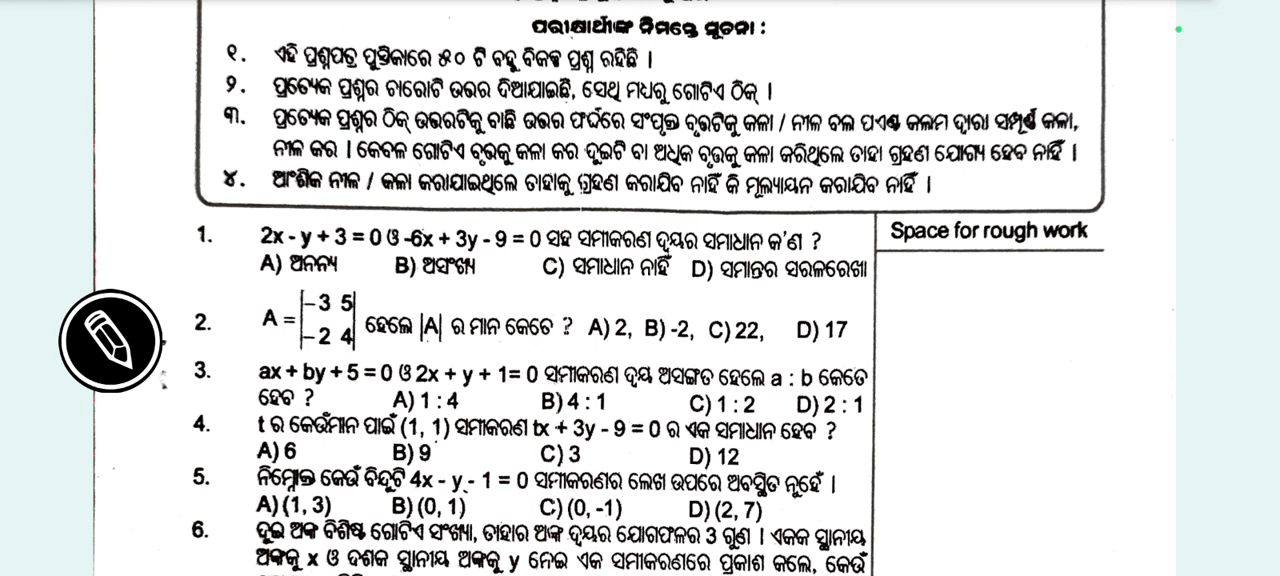 ପରୀକ୍ଷାର୍ଥୀଙ୍କ ନିମନ୍ତେ ସୂଚନା :
୧. ଏହି ପ୍ରଶ୍ନପତ୍ର ପୁସ୍ତିକାରେ ୫୦ ଟି ବହୁ ବିକଳ୍ପ ପ୍ରଶ୍ନ ରହିଛି ।
୨. ପ୍ରତ୍ୟେକ ପ୍ରଶ୍ନର ଚାରୋଟି ଉତ୍ତର ଦିଆଯାଇଛି, ସେଥି ମଧ୍ୟରୁ ଗୋଟିଏ ଠିକ୍ ।
୩. ପ୍ରତ୍ୟେକ ପ୍ରଶ୍ନର ଠିକ୍ ଉତ୍ତରଟିକୁ ବାଛି ଉତ୍ତର ଫର୍ଦ୍ଦରେ ସଂପୃକ୍ତ ବୃତ୍ତଟିକୁ କଳା / ନୀଳ ବଲ ପଏଣ୍ଟ କଲମ ଦ୍ୱାରା ସମ୍ପୂର୍ଣ୍ଣ କଳା,
ନୀଳ କର । କେବଳ ଗୋଟିଏ ବୃତ୍ତକୁ କଳା କର ଦୁଇଟି ବା ଅଧିକ ବୃତ୍ତକୁ କଳା କରିଥିଲେ ତାହା ଗ୍ରହଣ ଯୋଗ୍ୟ ହେବ ନାହିଁ ।
୪. ଆଂଶିକ ନୀଳ / କଳା କରାଯାଇଥିଲେ ତାହାକୁ ଗ୍ରହଣ କରାଯିବ ନାହିଁ କି ମୂଲ୍ୟାୟନ କରାଯିବ ନାହିଁ ।
Space for rough work
1. 2x - y + 3 = 0 ଓ -6x + 3y - 9 = 0 ସହ ସମୀକରଣ ଦ୍ୱୟର ସମାଧାନ କ'ଣ ?
A) ଅନନ୍ୟ B) ଅସଂଖ୍ୟ C) ସମାଧାନ ନାହିଁ D) ସମାନ୍ତର ସରଳରେଖା
2. A = |-3 5
-2 4| ହେଲେ |A| ର ମାନ କେତେ ? A) 2, B) -2, C) 22, D) 17
3. ax + by + 5 = 0 ଓ 2x + y + 1= 0 ସମୀକରଣ ଦ୍ୱୟ ଅସଙ୍ଗତ ହେଲେ a : b କେତେ
ହେବ ? A) 1 : 4 B) 4 : 1 C) 1 : 2 D) 2 : 1
4. t ର କେଉଁମାନ ପାଇଁ (1, 1) ସମୀକରଣ tx + 3y - 9 = 0 ର ଏକ ସମାଧାନ ହେବ ?
A) 6 B) 9 C) 3 D) 12
5. ନିମ୍ନୋକ୍ତ କେଉଁ ବିନ୍ଦୁଟି 4x - y - 1 = 0 ସମୀକରଣର ଲେଖ ଉପରେ ଅବସ୍ଥିତ ନୁହେଁ ।
A) (1, 3) B) (0, 1) C) (0, -1) D) (2, 7)
6. ଦୁଇ ଅଙ୍କ ବିଶିଷ୍ଟ ଗୋଟିଏ ସଂଖ୍ୟା, ତାହାର ଅଙ୍କ ଦ୍ୱୟର ଯୋଗଫଳର 3 ଗୁଣ । ଏକକ ସ୍ଥାନୀୟ
ଅଙ୍କକୁ x ଓ ଦଶକ ସ୍ଥାନୀୟ ଅଙ୍କକୁ y ନେଇ ଏକ ସମୀକରଣରେ ପ୍ରକାଶ କଲେ, କେଉଁ